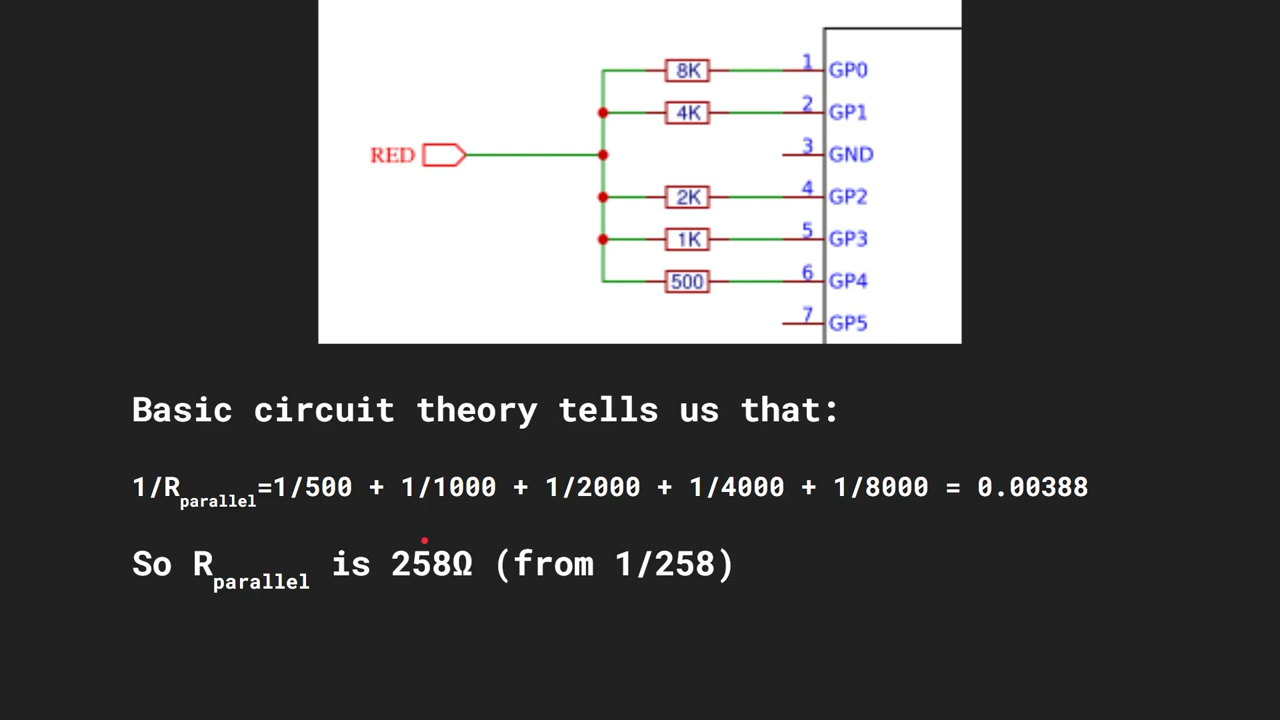 8K 1 GP0
4K 2 GP1
RED 3 GND
2K 4 GP2
1K 5 GP3
500 6 GP4
7 GP5
Basic circuit theory tells us that:
1/Rparallel=1/500 + 1/1000 + 1/2000 + 1/4000 + 1/8000 = 0.00388
So Rparallel is 258Ω (from 1/258)